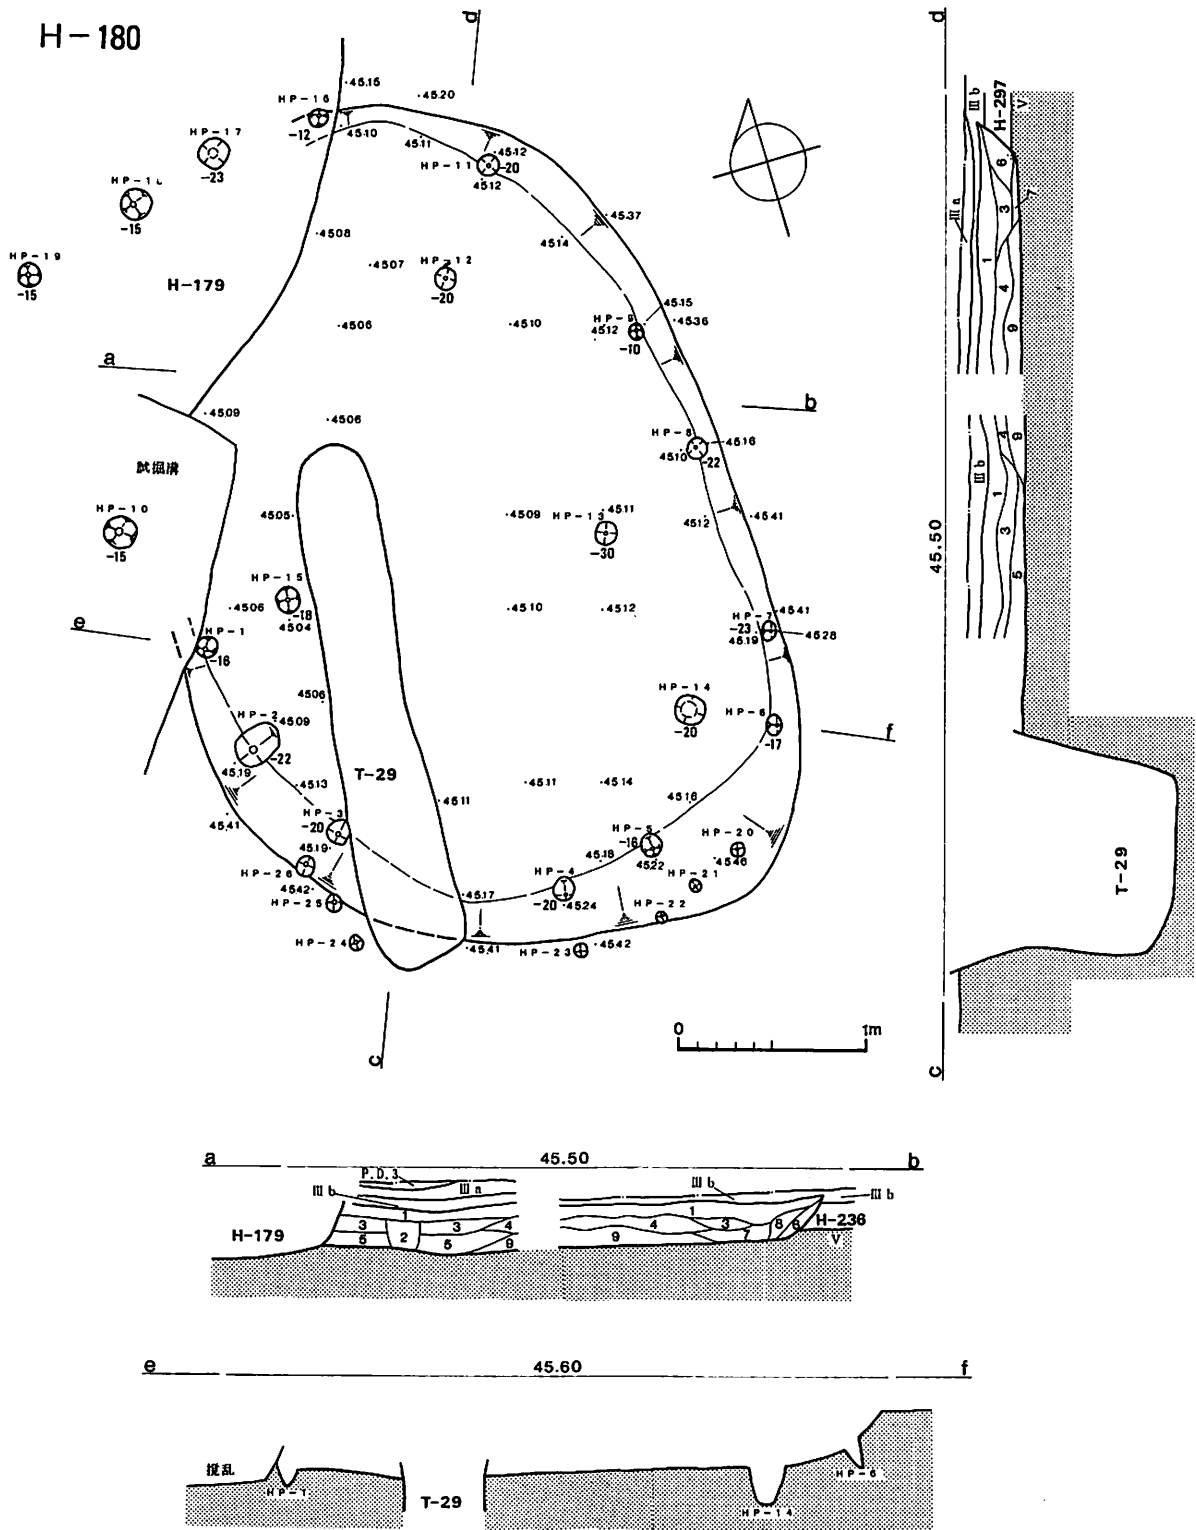 H-180
d
·45.15
·45.20
HP-16
-12
·45.10
·45.11
·45.12
HP-11
-20
45.12
HP-17
-23
-15
HP-19
-15
H-179
·45.08
·45.07
HP-12
-20
45.14
·45.37
·45.06
·45.10
HP-9
45.12
-10
·45.15
·45.36
a
b
·45.09
·45.06
HP-8
45.10
-22
·45.16
試掘溝
HP-10
-15
45.05
·45.09
HP-13
·45.11
-30
45.12
·45.41
HP-15
-18
45.04
·45.06
·45.10
·45.12
HP-7
-23
45.19
·45.41
45.28
e
HP-1
-16
45.06
HP-14
-20
HP-6
-17
f
HP-2
·45.09
-22
45.19
·45.13
T-29
·45.11
·45.11
·45.14
45.16
45.41
HP-3
-20
45.19
HP-5
-16
45.22
HP-20
·45.46
HP-26
45.42
HP-25
HP-24
·45.18
HP-21
HP-4
-20
·45.24
·45.17
HP-22
·45.41
HP-23
·45.42
c
0
1m
d
III b
H-297
V
III a
6
3
7
1
4
9
45.50
III b
4
9
1
3
5
T-29
c
a
45.50
b
P.D.3
III a
III b
III b
III b
1
1
H-179
3
2
3
4
5
5
9
4
3
9
7
8
6
H-236
V
e
45.60
f
撹乱
HP-1
T-29
HP-14
HP-6